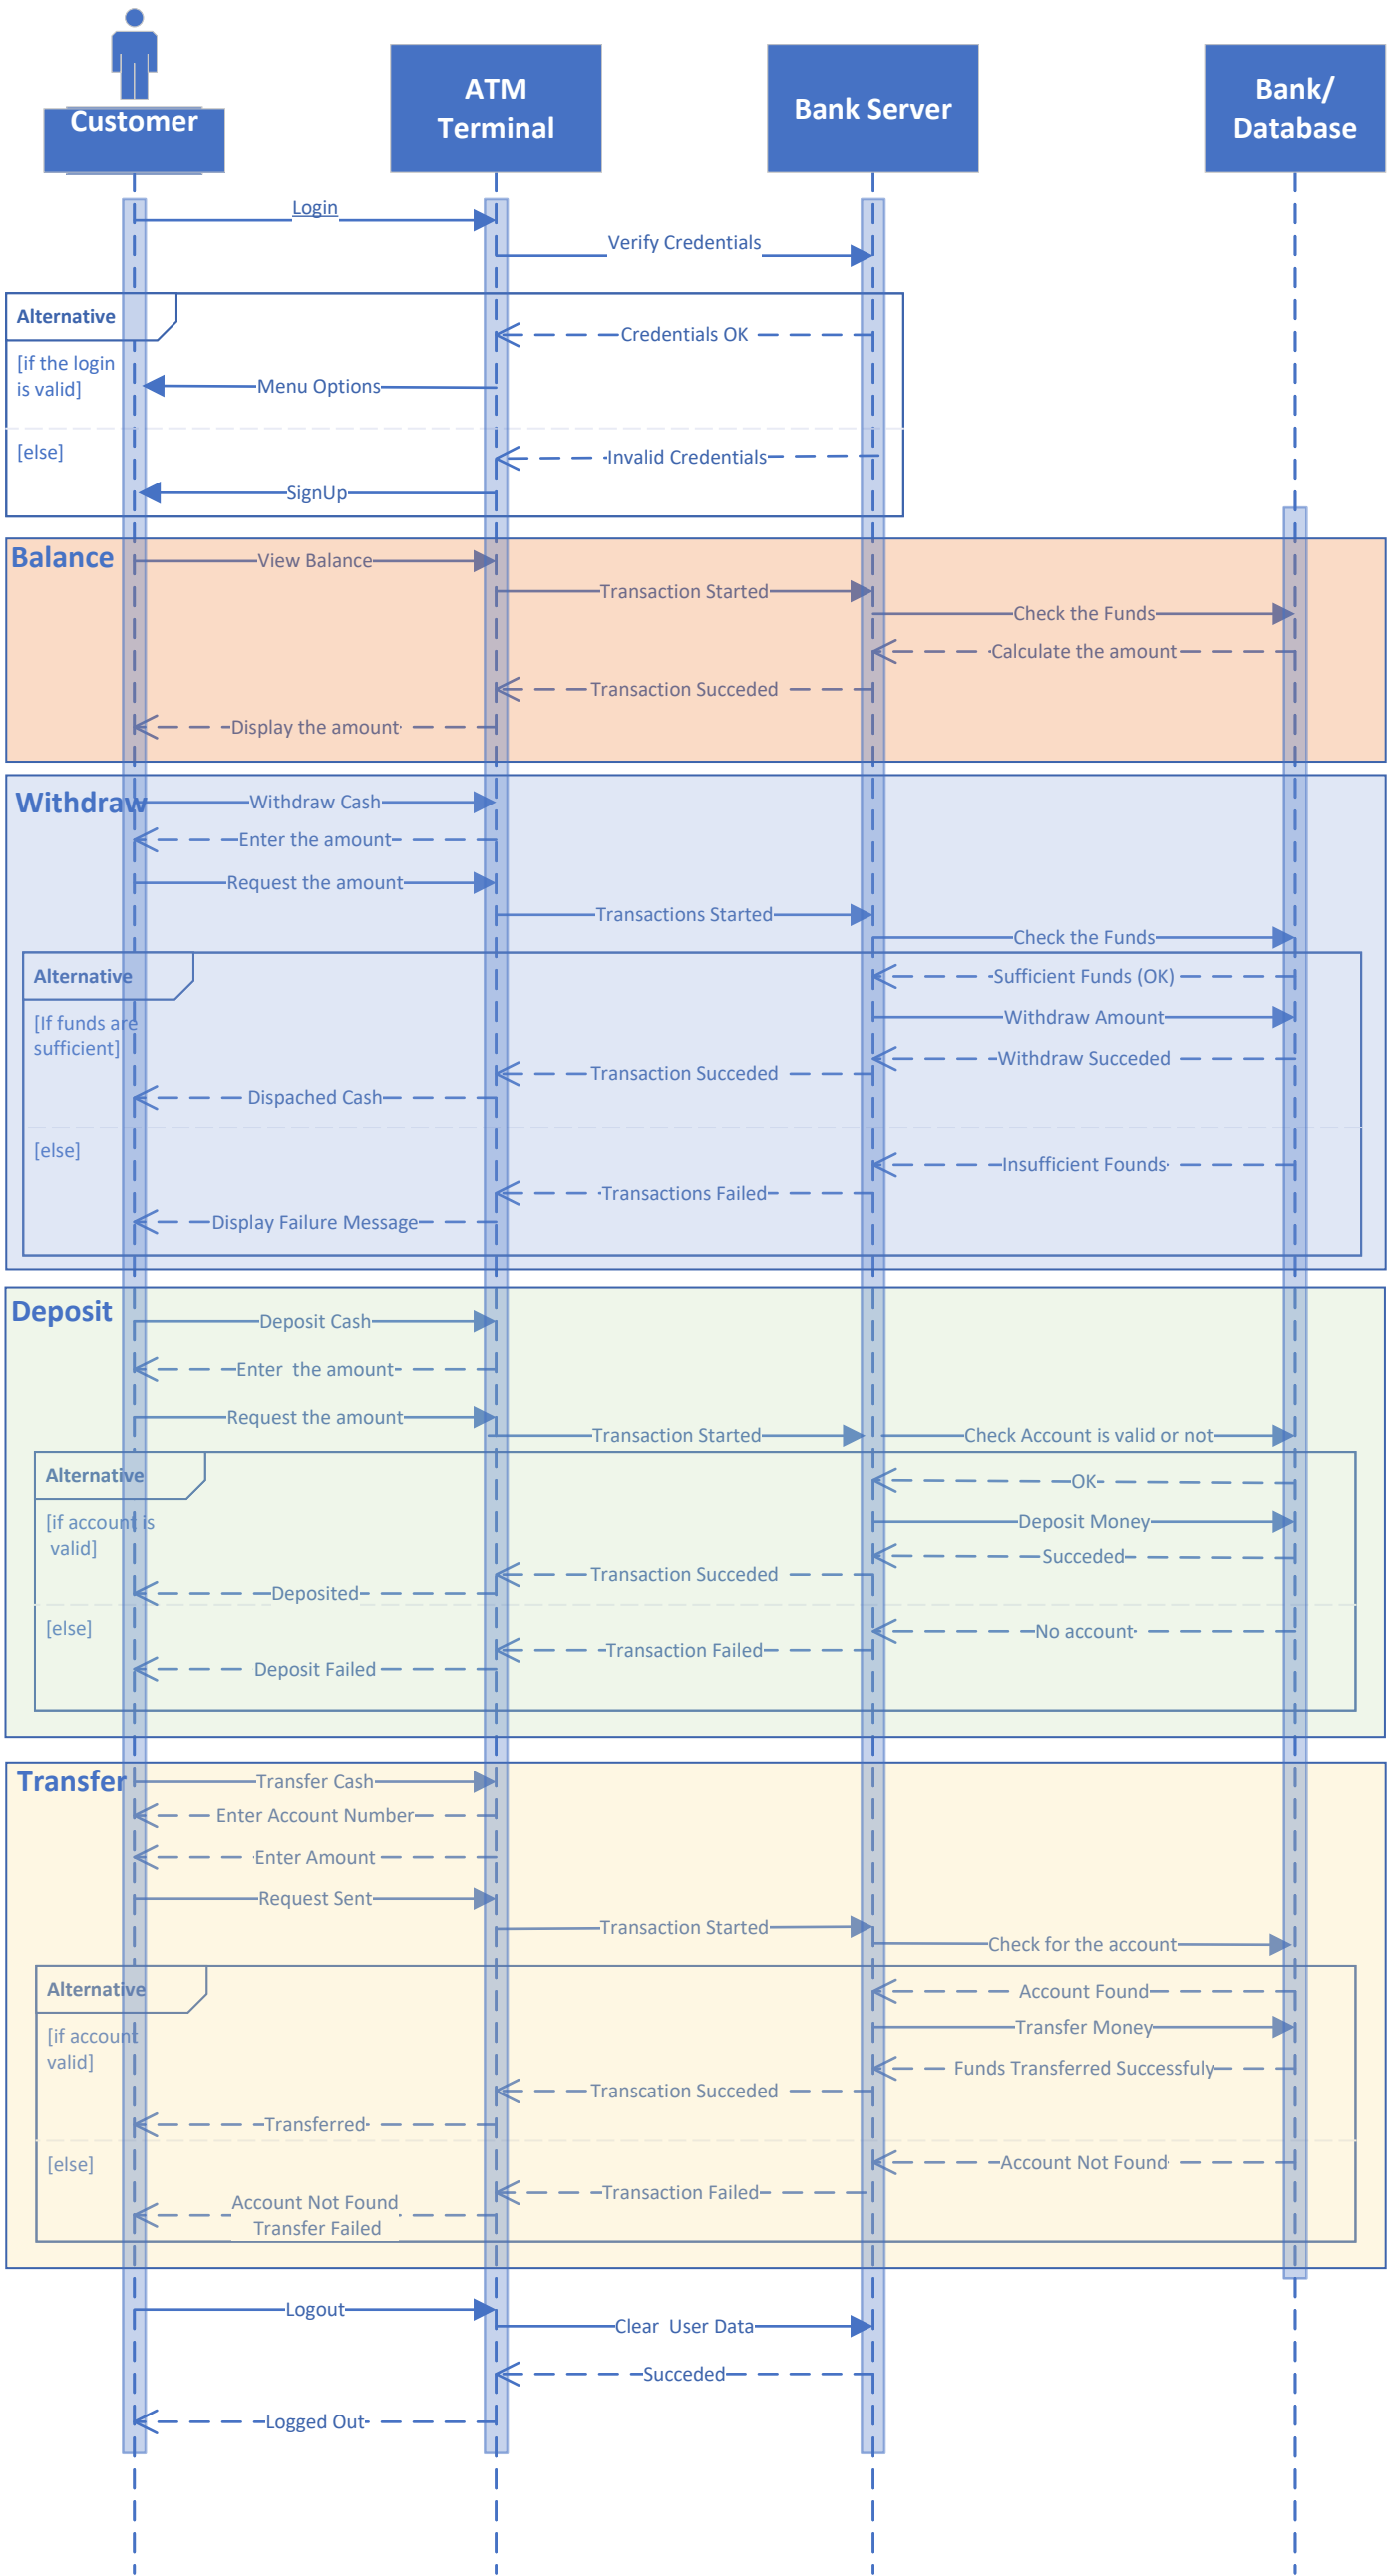 Customer
ATM
Terminal
Bank Server
Bank/
Database
Login
Verify Credentials
Alternative
Credentials OK
[if the login
is valid]
Menu Options
[else]
Invalid Credentials
SignUp
Balance
View Balance
Transaction Started
Check the Funds
Calculate the amount
Transaction Succeded
Display the amount
Withdraw
Withdraw Cash
Enter the amount
Request the amount
Transactions Started
Check the Funds
Alternative
Sufficient Funds (OK)
[If funds are
sufficient]
Withdraw Amount
Withdraw Succeded
Transaction Succeded
Dispached Cash
[else]
Insufficient Founds
Transactions Failed
Display Failure Message
Deposit
Deposit Cash
Enter  the amount
Request the amount
Transaction Started
Check Account is valid or not
Alternative
OK
[if account is
valid]
Deposit Money
Succeded
Transaction Succeded
Deposited
[else]
No account
Transaction Failed
Deposit Failed
Transfer
Transfer Cash
Enter Account Number
Enter Amount
Request Sent
Transaction Started
Check for the account
Alternative
Account Found
[if account
valid]
Transfer Money
Funds Transferred Successfuly
Transcation Succeded
Transferred
[else]
Account Not Found
Transaction Failed
Account Not Found
Transfer Failed
Logout
Clear  User Data
Succeded
Logged Out